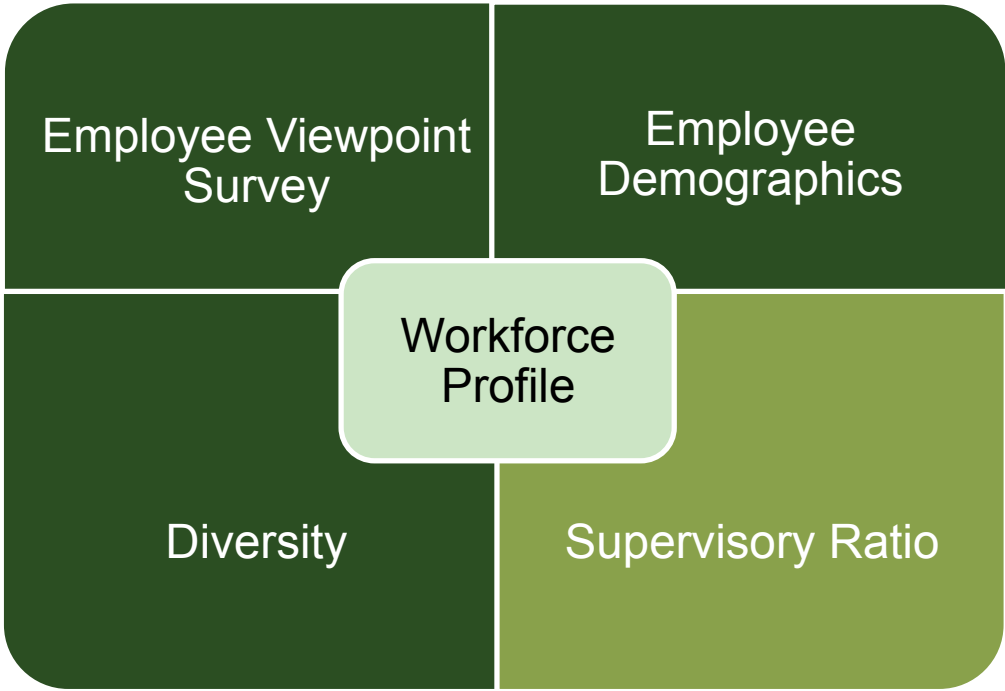 Employee Viewpoint
Survey
Employee
Demographics
Workforce
Profile
Diversity
Supervisory Ratio